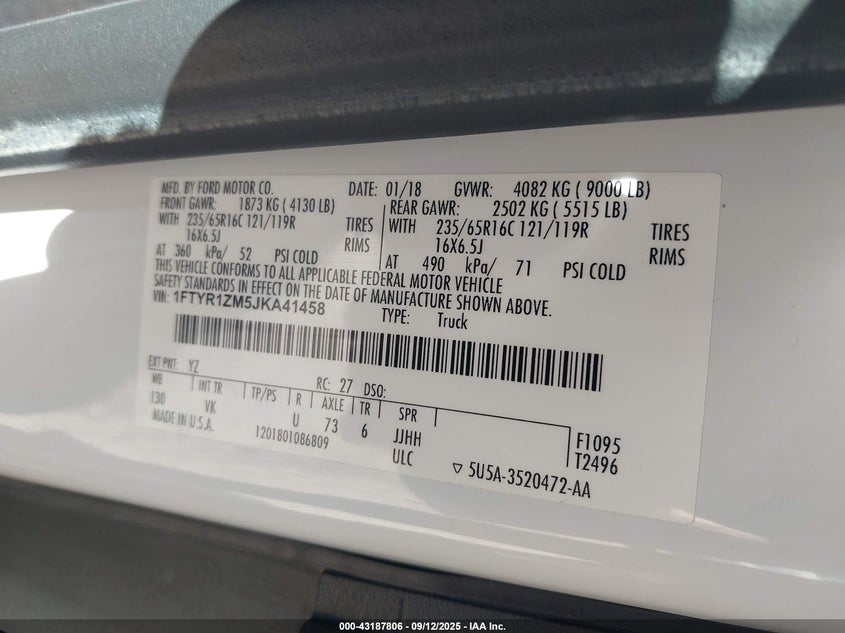 MFD. BY FORD MOTOR CO. DATE: 01/18 GVWR: 4082 KG ( 9000 LB)
FRONT GAWR: 1873 KG ( 4130 LB) REAR GAWR: 2502 KG ( 5515 LB)
WITH 235/65R16C 121/119R TIRES WITH 235/65R16C 121/119R TIRES
16X6.5J RIMS 16X6.5J RIMS
AT 360 kPa/ 52 PSI COLD AT 490 kPa/ 71 PSI COLD
THIS VEHICLE CONFORMS TO ALL APPLICABLE FEDERAL MOTOR VEHICLE
SAFETY STANDARDS IN EFFECT ON THE DATE OF MANUFACTURE SHOWN ABOVE.
VIN: 1FTYR1ZM5JKA41458
TYPE: Truck
EXT PNT: YZ RC: 27 DSO:
WB INT TR TP/PS R AXLE TR SPR
130 VK U 73 6 JJHH
MADE IN U.S.A. 1201801086809 ULC
F1095
T2496
▽ 5U5A-3520472-AA
000-43187806 - 09/12/2025 - IAA Inc.